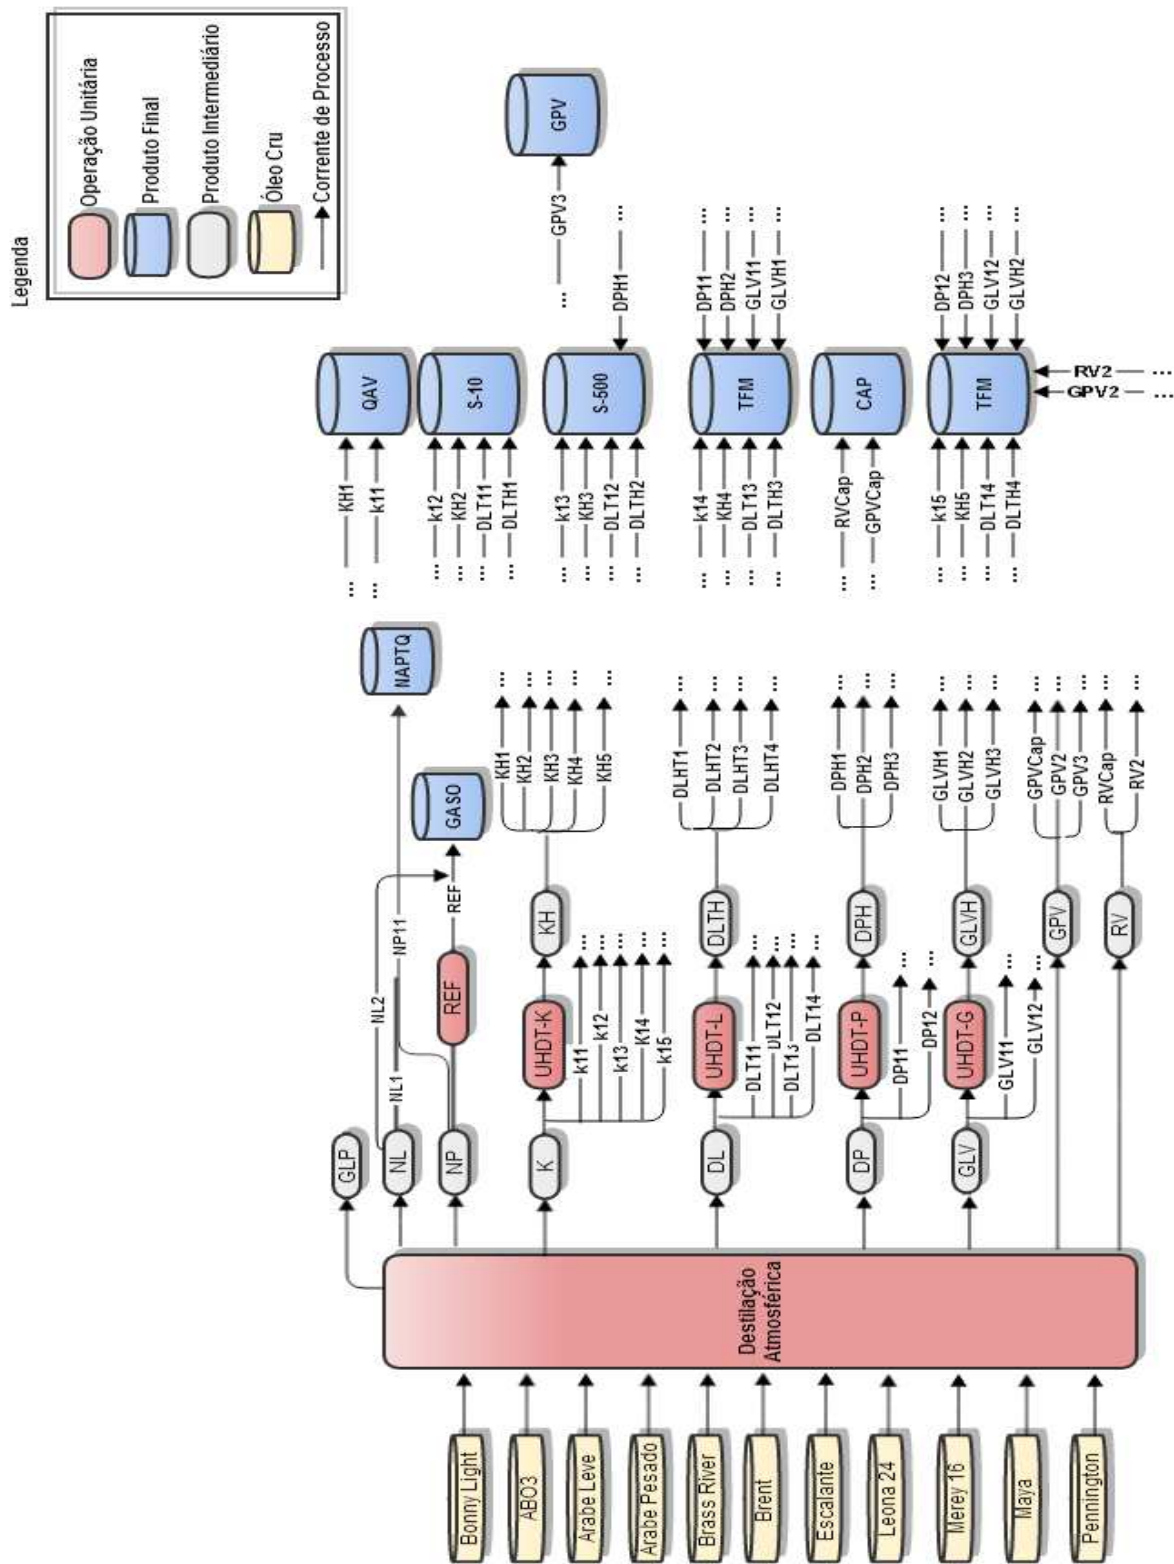 Legenda
Operação Unitária
Produto Final
Produto Intermediário
Óleo Cru
Corrente de Processo
Bonny Light
ABO3
Arabe Leve
Arabe Pesado
Brass River
Brent
Escalante
Leona 24
Merey 16
Maya
Pennington
Destilação
Atmosférica
GLP
NL
NP
K
DL
DP
GLV
GPV
RV
NL2
NL1
NP11
REF
REF
GASO
NAPTQ
UHDT-K
KH
k11
k12
k13
K14
k15
...
...
...
...
...
KH1
KH2
KH3
KH4
KH5
...
...
...
...
...
UHDT-L
DLTH
DLT11
DLT12
DLT13
DLT14
...
...
...
...
DLHT1
DLHT2
DLHT3
DLHT4
...
...
...
...
UHDT-P
DPH
DP11
DP12
...
...
DPH1
DPH2
DPH3
...
...
...
UHDT-G
GLVH
GLV11
GLV12
...
...
GLVH1
GLVH2
GLVH3
...
...
...
GPVCap
GPV2
GPV3
...
...
...
RVCap
RV2
...
...
... KH1
... k11
QAV
... k12
... KH2
... DLT11
... DLTH1
S-10
... k13
... KH3
... DLT12
... DLTH2
S-500
DPH1 ...
... GPV3
GPV
... k14
... KH4
... DLT13
... DLTH3
TFM
DP11 ...
DPH2 ...
GLV11 ...
GLVH1 ...
... RVCap
... GPVCap
CAP
... k15
... KH5
... DLT14
... DLTH4
TFM
DP12 ...
DPH3 ...
GLV12 ...
GLVH2 ...
RV2 ...
GPV2 ...